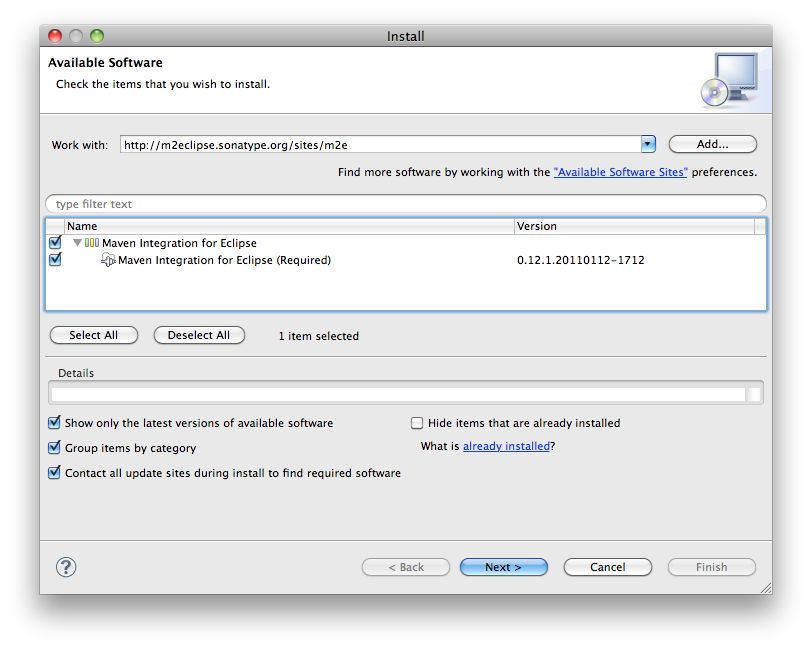 Install
Available Software
Check the items that you wish to install.
Work with: http://m2eclipse.sonatype.org/sites/m2e Add...
Find more software by working with the "Available Software Sites" preferences.
type filter text
Name Version
Maven Integration for Eclipse
Maven Integration for Eclipse (Required) 0.12.1.20110112-1712
Select All Deselect All 1 item selected
Details
Show only the latest versions of available software Hide items that are already installed
Group items by category What is already installed?
Contact all update sites during install to find required software
? < Back Next > Cancel Finish